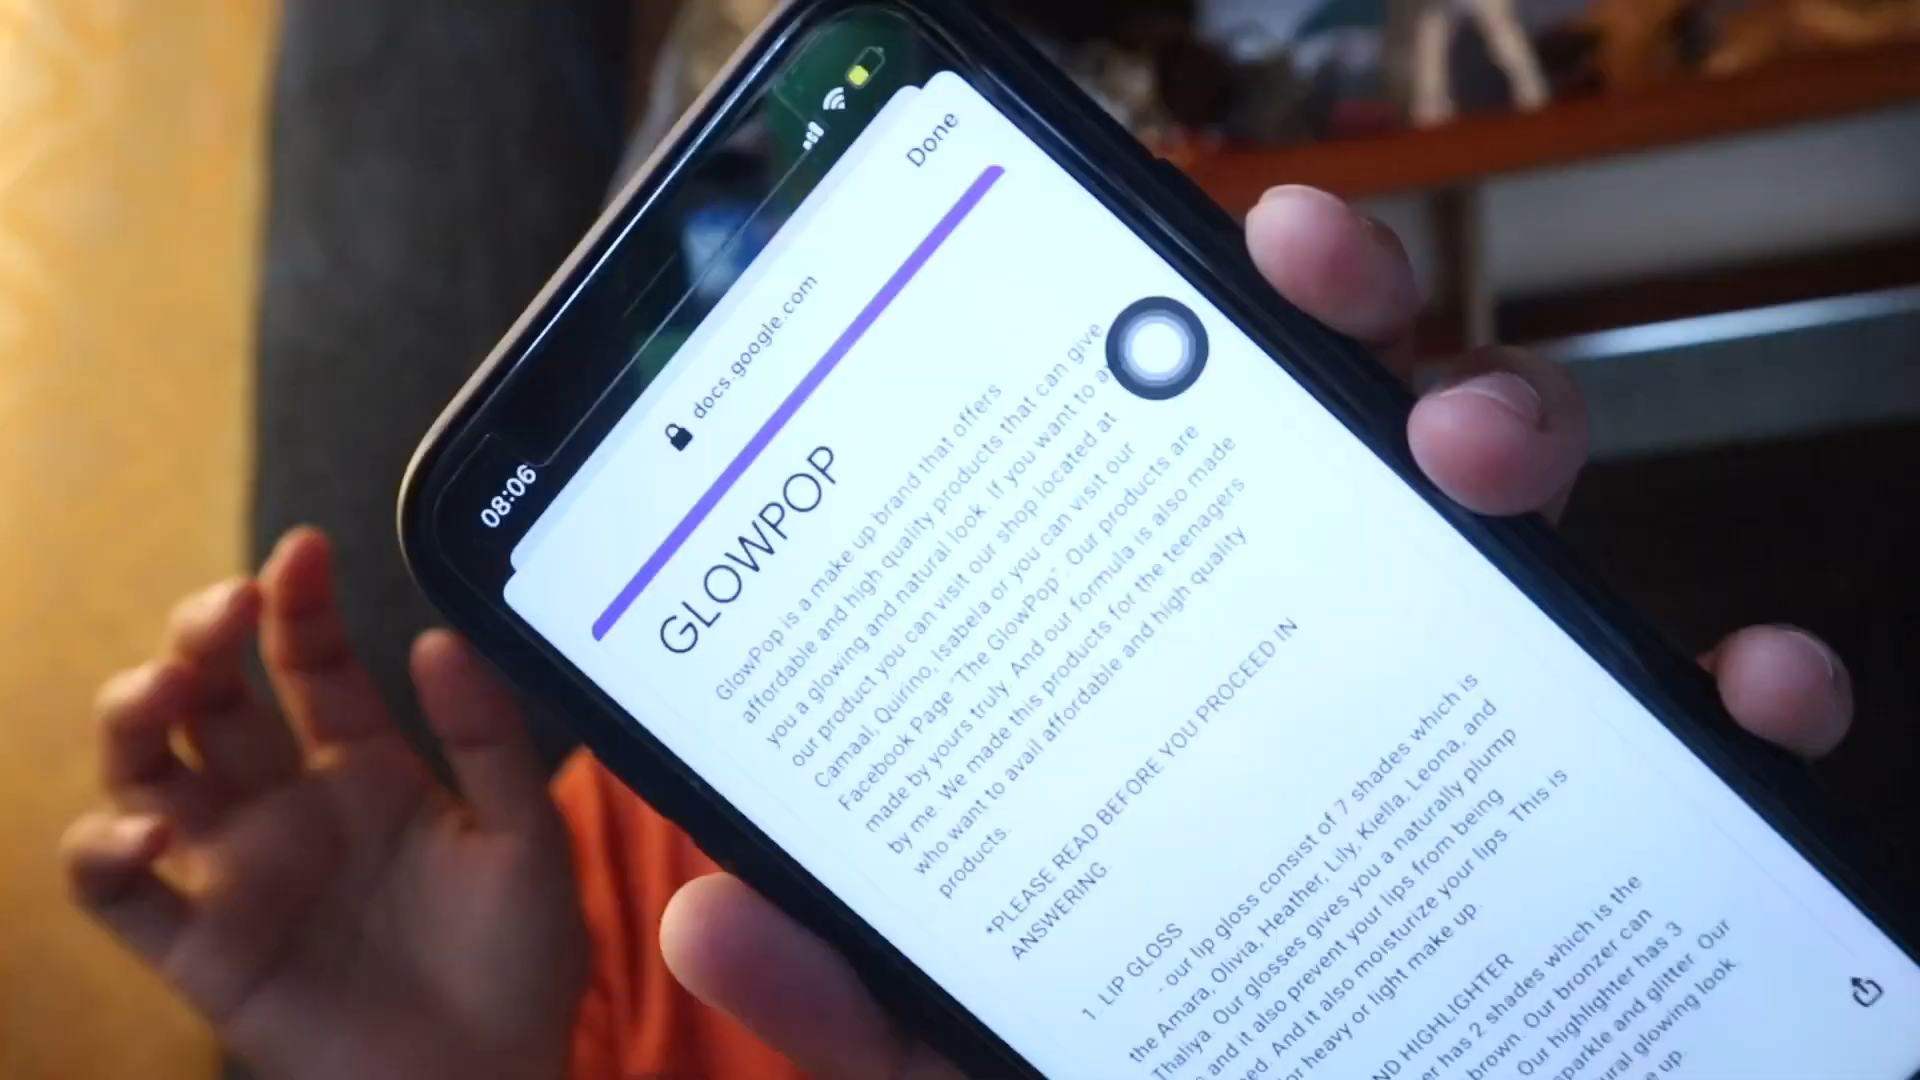 08:06
docs.google.com
Done
GLOWPOP
GlowPop is a make up brand that offers
affordable and high quality products that can give
you a glowing and natural look. If you want to
our product you can visit our shop located at
Camaal, Quirino, Isabela or you can visit our
Facebook Page "The GlowPop". Our products are
made by yours truly. And our formula is also made
by me. We made this products for the teenagers
who want to avail affordable and high quality
products.
*PLEASE READ BEFORE YOU PROCEED IN
ANSWERING.
1. LIP GLOSS
- our lip gloss consist of 7 shades which is
the Amara, Olivia, Heather, Lily, Kiella, Leona, and
Thaliya. Our glosses gives you a naturally plump
and it also prevent your lips from being
And it also moisturize your lips. This is
for heavy or light make up.
HIGHLIGHTER
has 2 shades which is the
brown. Our bronzer can
Our highlighter has 3
sparkle and glitter. Our
glowing look
up.